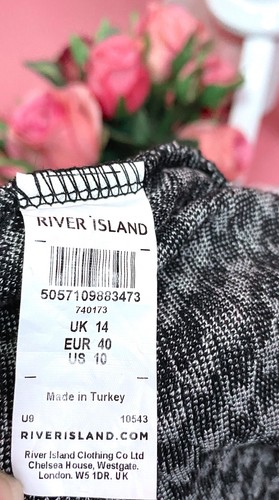 RIVER ISLAND
5057109883473
740173
UK 14
EUR 40
US 10
Made in Turkey
U9 10543
RIVERISLAND.COM
River Island Clothing Co Ltd
Chelsea House, Westgate,
London. W5 1DR. UK